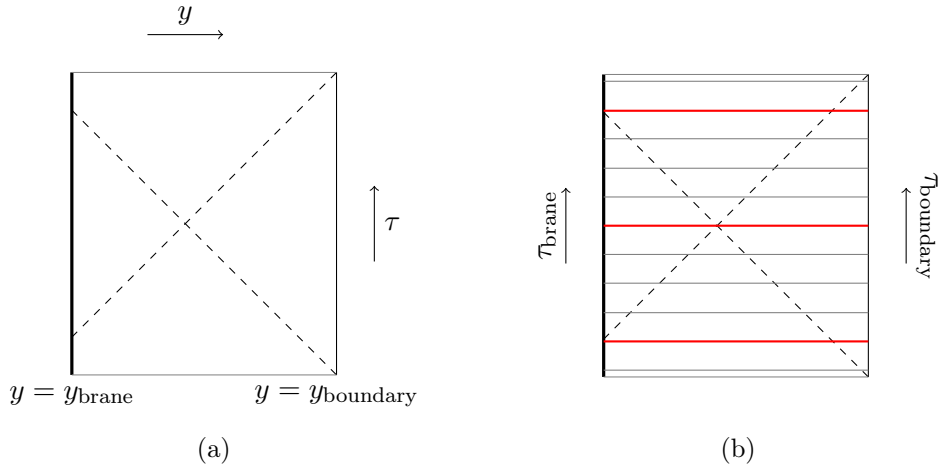 y
τ
y = y_brane
y = y_boundary
(a)
τ_brane
τ_boundary
(b)